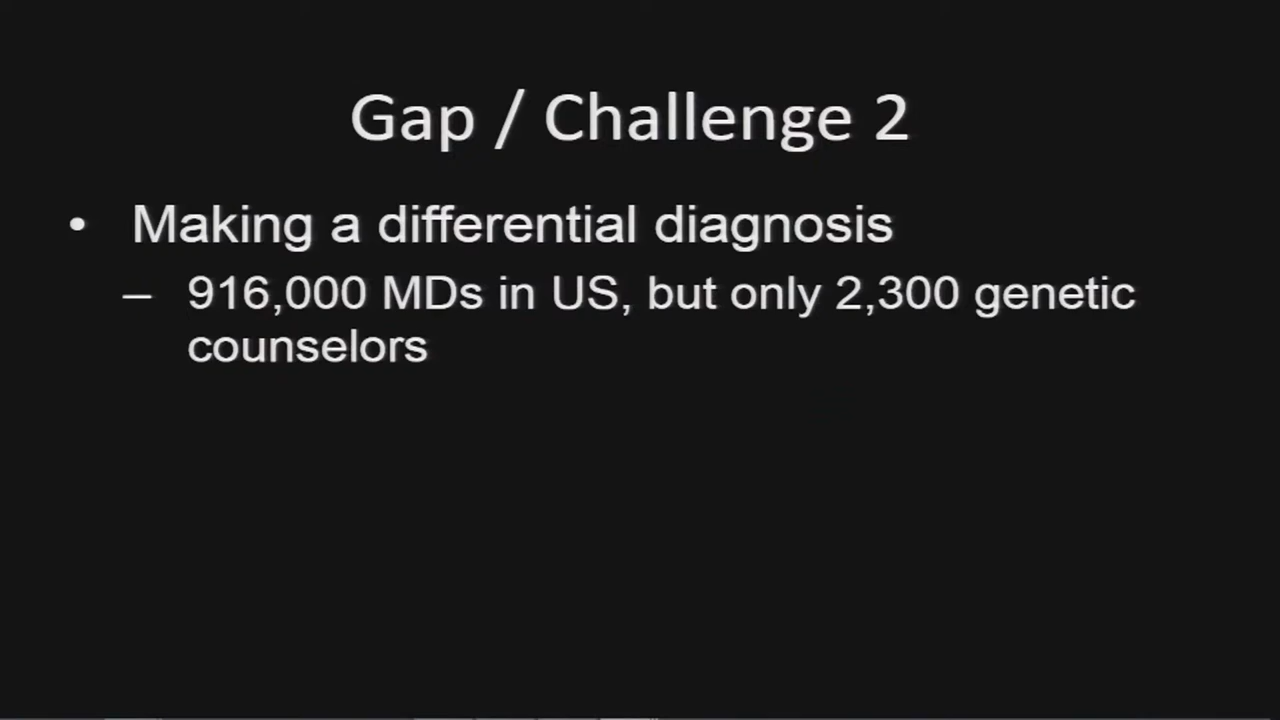 Gap / Challenge 2
• Making a differential diagnosis
– 916,000 MDs in US, but only 2,300 genetic
counselors